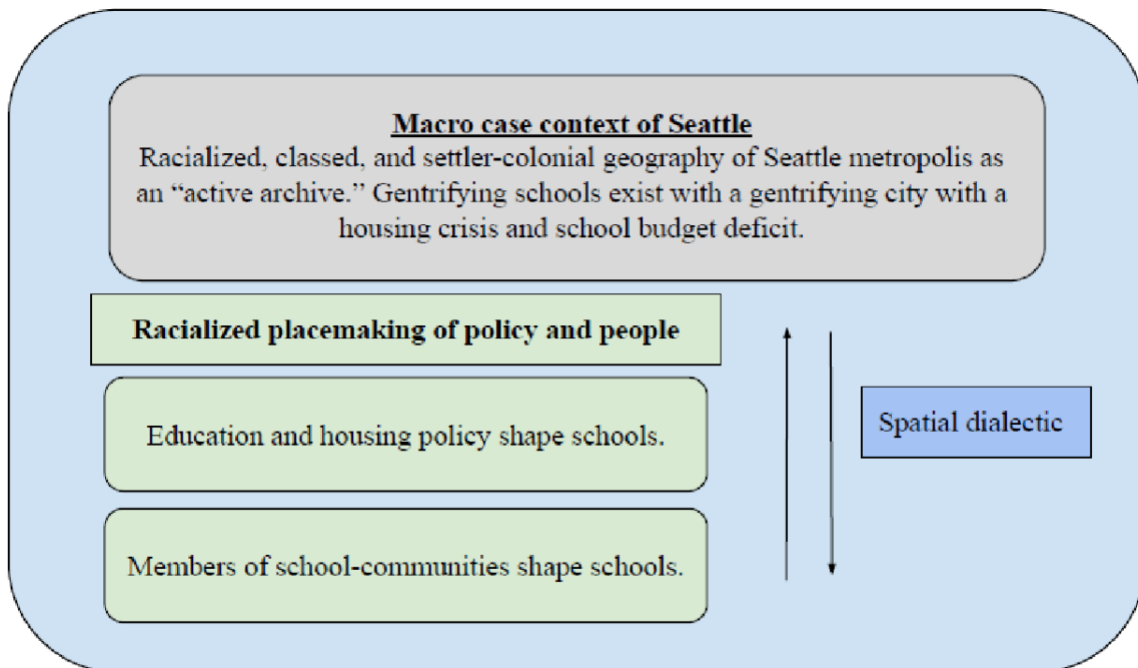 Macro case context of Seattle
Racialized, classed, and settler-colonial geography of Seattle metropolis as
an “active archive.” Gentrifying schools exist with a gentrifying city with a
housing crisis and school budget deficit.
Racialized placemaking of policy and people
Education and housing policy shape schools.
Spatial dialectic
Members of school-communities shape schools.